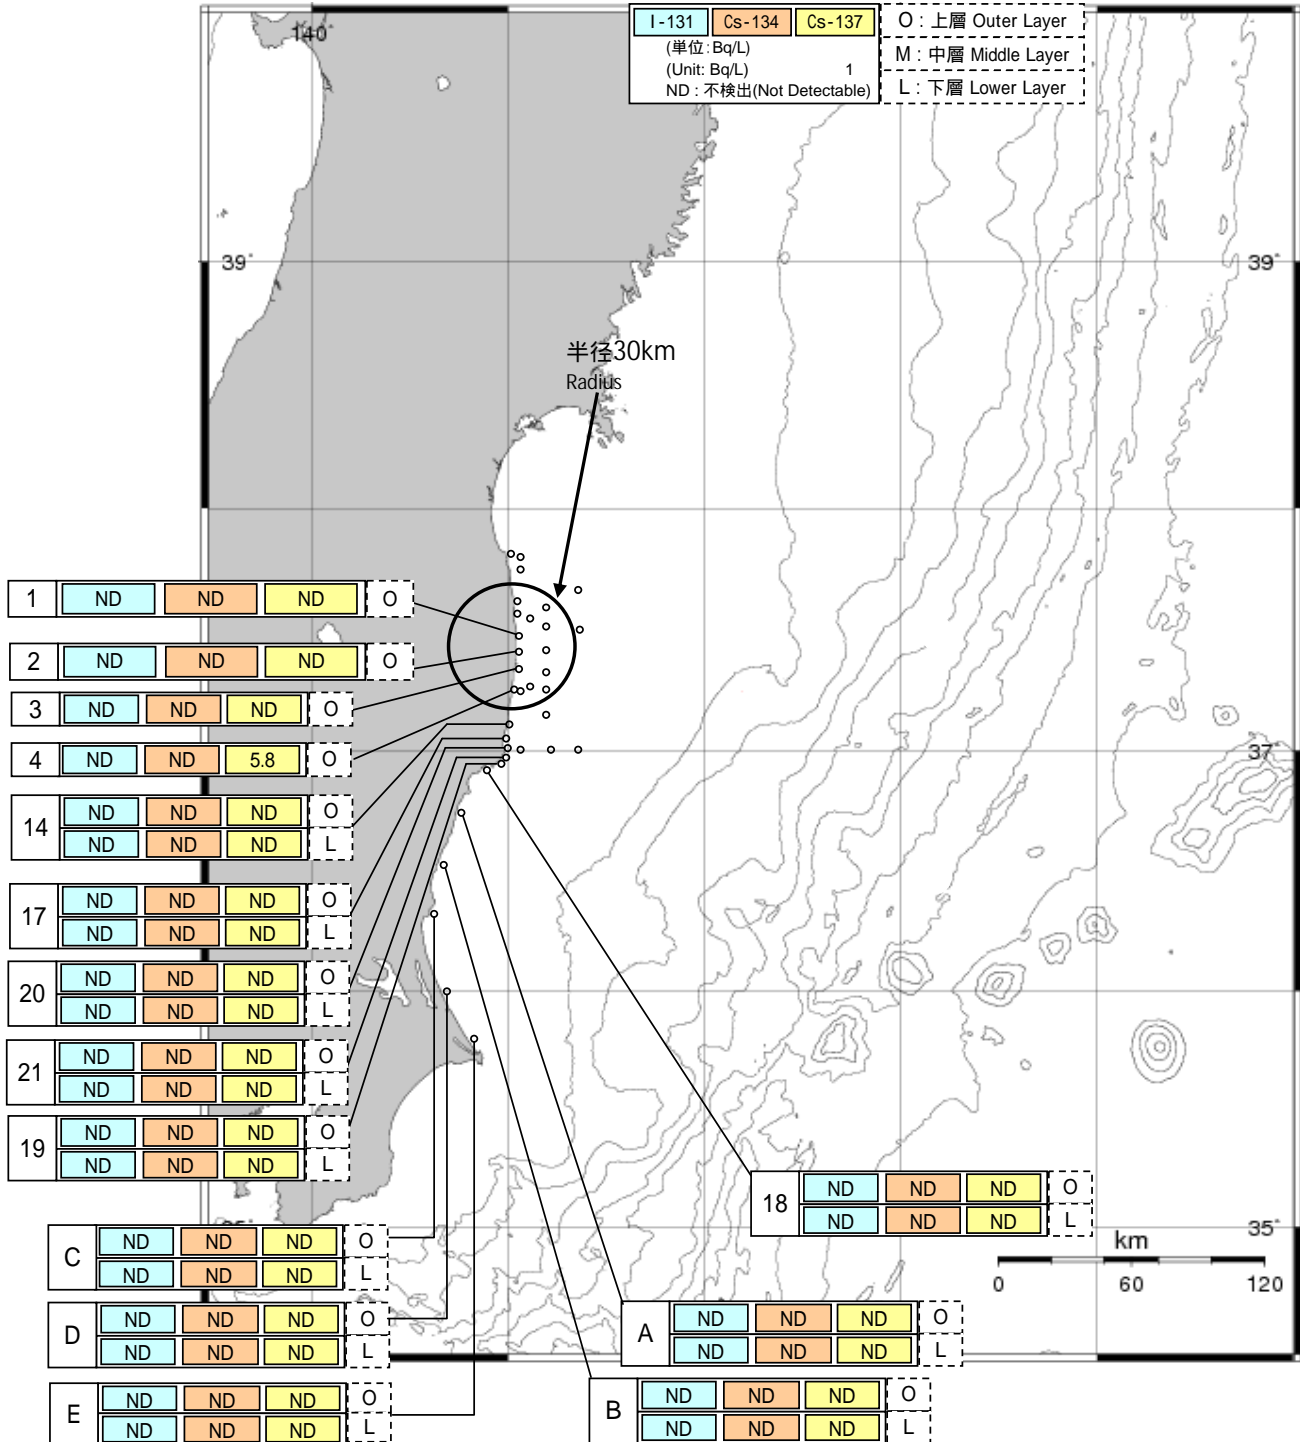 140°
I-131 Cs-134 Cs-137
(単位:Bq/L)
(Unit: Bq/L) 1
ND : 不検出(Not Detectable)
O : 上層 Outer Layer
M : 中層 Middle Layer
L : 下層 Lower Layer
39° 39°
半径30km
Radius
1 ND ND ND O
2 ND ND ND O
3 ND ND ND O
4 ND ND 5.8 O
37°
14 ND ND ND O
ND ND ND L
17 ND ND ND O
ND ND ND L
20 ND ND ND O
ND ND ND L
21 ND ND ND O
ND ND ND L
19 ND ND ND O
ND ND ND L
18 ND ND ND O
ND ND ND L
35°
km
0 60 120
C ND ND ND O
ND ND ND L
D ND ND ND O
ND ND ND L
E ND ND ND O
ND ND ND L
A ND ND ND O
ND ND ND L
B ND ND ND O
ND ND ND L